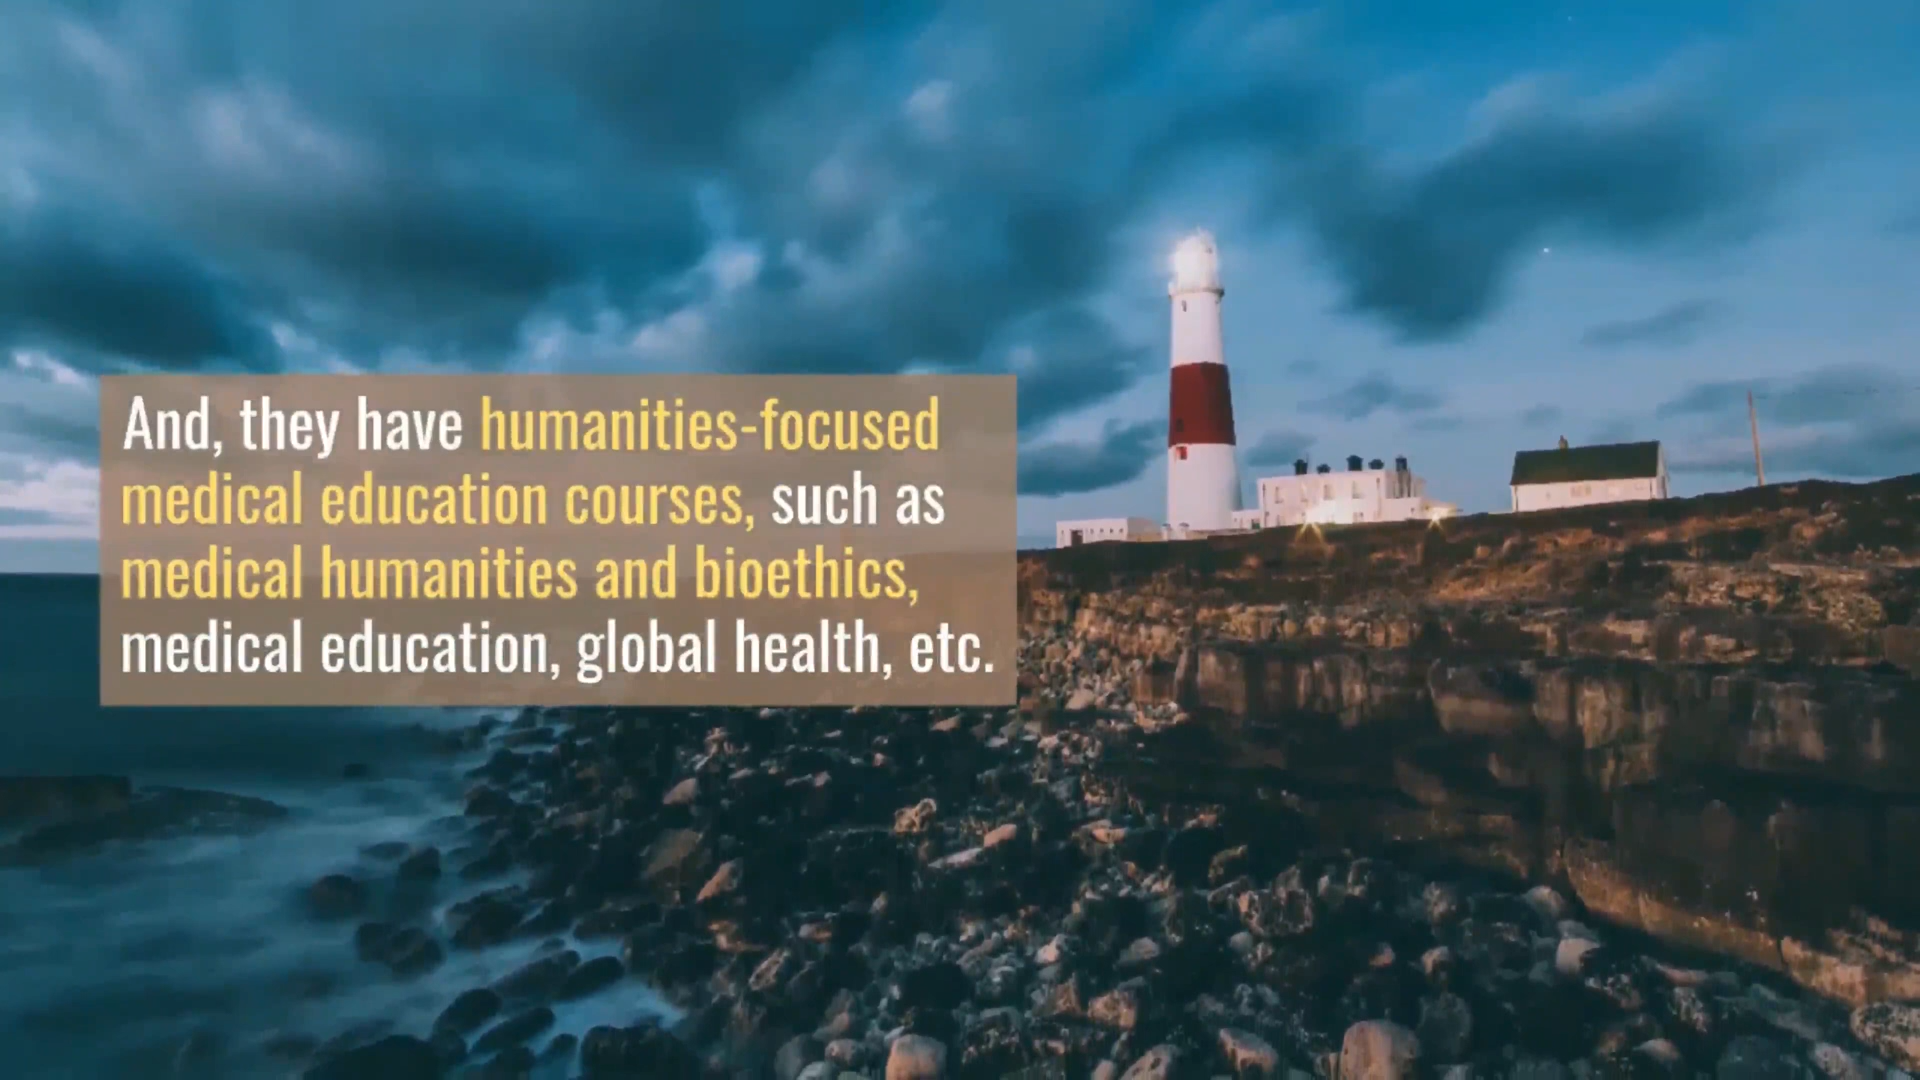 And, they have humanities-focused
medical education courses, such as
medical humanities and bioethics,
medical education, global health, etc.